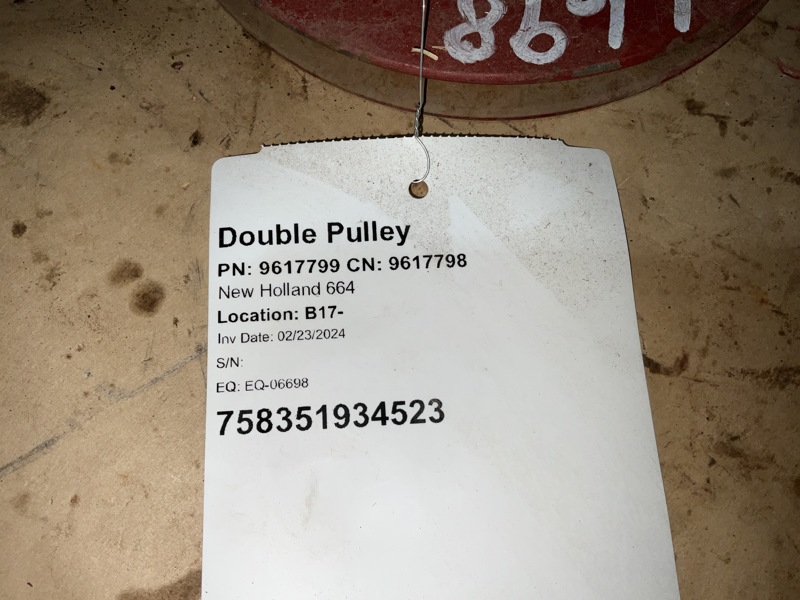 Double Pulley
PN: 9617799 CN: 9617798
New Holland 664
Location: B17-
Inv Date: 02/23/2024
S/N:
EQ: EQ-06698
758351934523